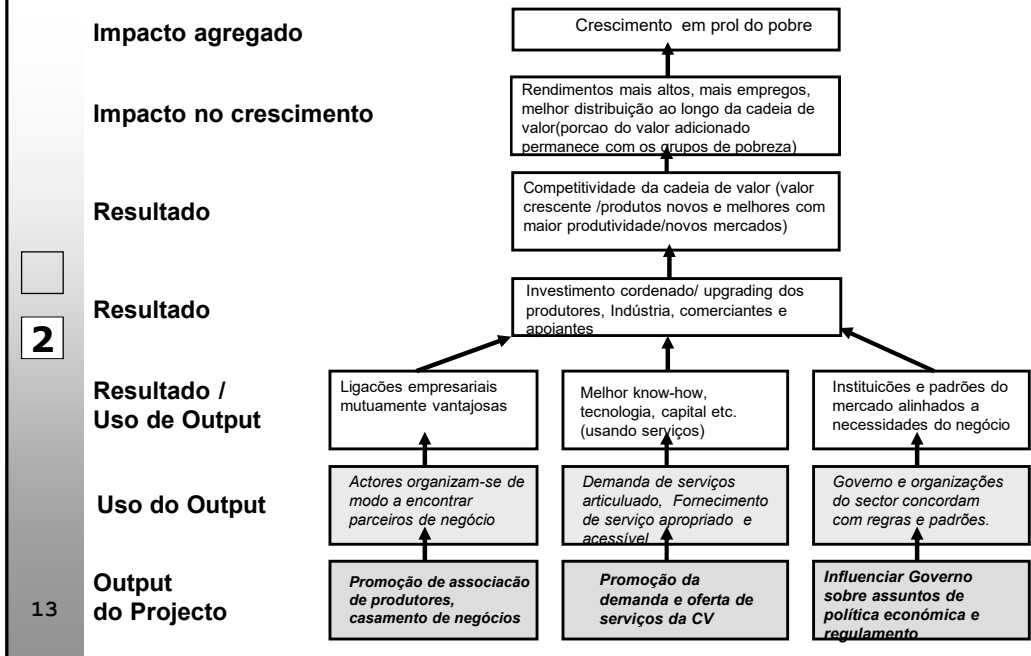 Impacto agregado
Crescimento em prol do pobre
Impacto no crescimento
Rendimentos mais altos, mais empregos,
melhor distribuição ao longo da cadeia de
valor(porcao do valor adicionado
permanece com os grupos de pobreza)
Resultado
Competitividade da cadeia de valor (valor
crescente /produtos novos e melhores com
maior produtividade/novos mercados)
Resultado
Investimento cordenado/ upgrading dos
produtores, Indústria, comerciantes e
apoiantes
2
Resultado /
Uso de Output
Ligacões empresariais
mutuamente vantajosas
Melhor know-how,
tecnologia, capital etc.
(usando serviços)
Instituicões e padrões do
mercado alinhados a
necessidades do negócio
Uso do Output
Actores organizam-se de
modo a encontrar
parceiros de negócio
Demanda de serviços
articuluado, Fornecimento
de serviço apropriado e
acessível
Governo e organizações
do sector concordam
com regras e padrões.
Output
do Projecto
Promoção de associacão
de produtores,
casamento de negócios
Promoção da
demanda e oferta de
serviços da CV
Influenciar Governo
sobre assuntos de
política económica e
regulamento
13